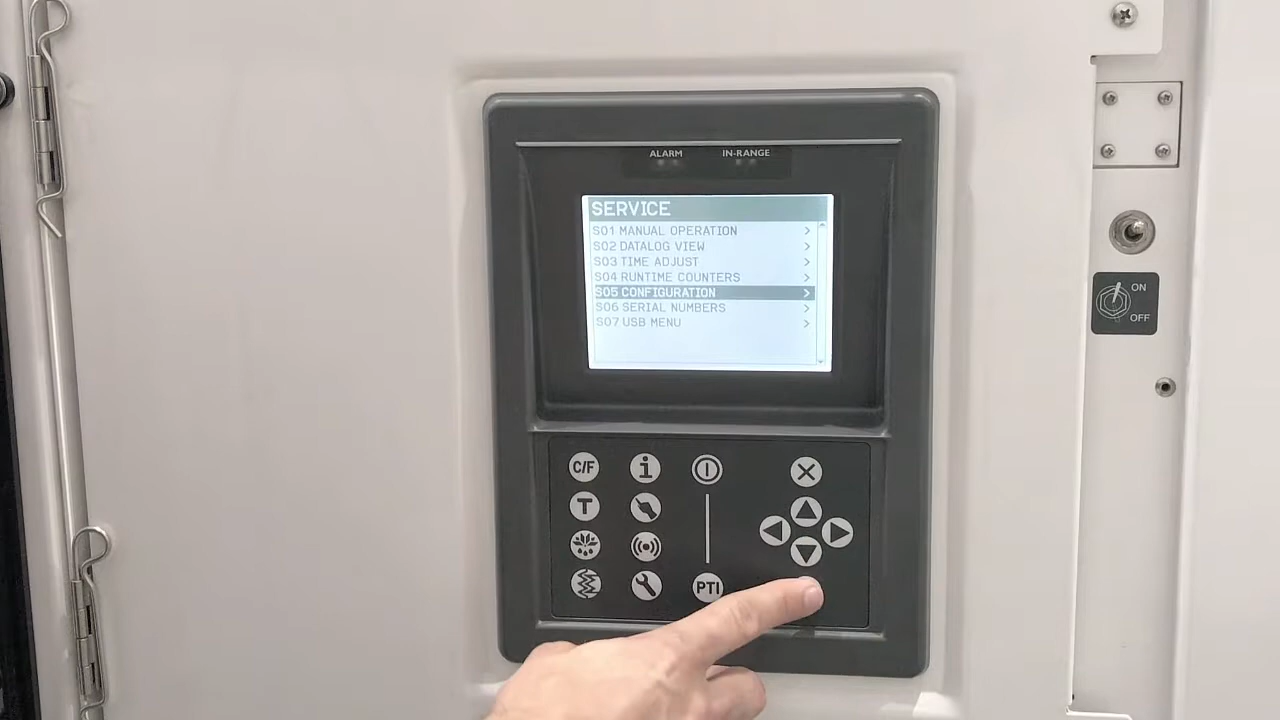 ALARM IN-RANGE
SERVICE
S01 MANUAL OPERATION >
S02 DATALOG VIEW >
S03 TIME ADJUST >
S04 RUNTIME COUNTERS >
S05 CONFIGURATION >
S06 SERIAL NUMBERS >
S07 USB MENU >
ON
OFF
C/F i
T
PTI